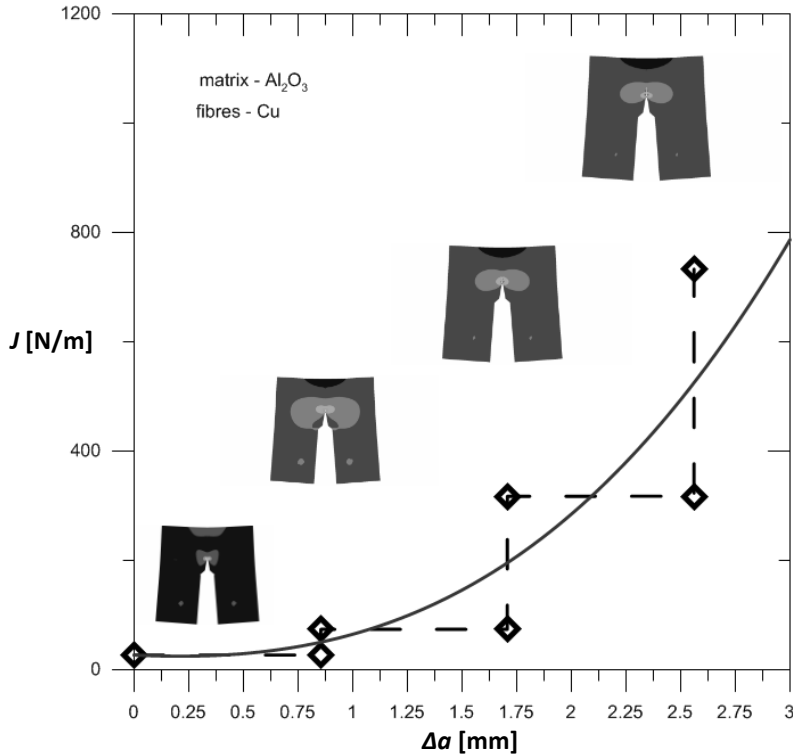 1200
matrix - Al₂O₃
fibres - Cu
800
J [N/m]
400
0
0 0.25 0.5 0.75 1 1.25 1.5 1.75 2 2.25 2.5 2.75 3
Δa [mm]